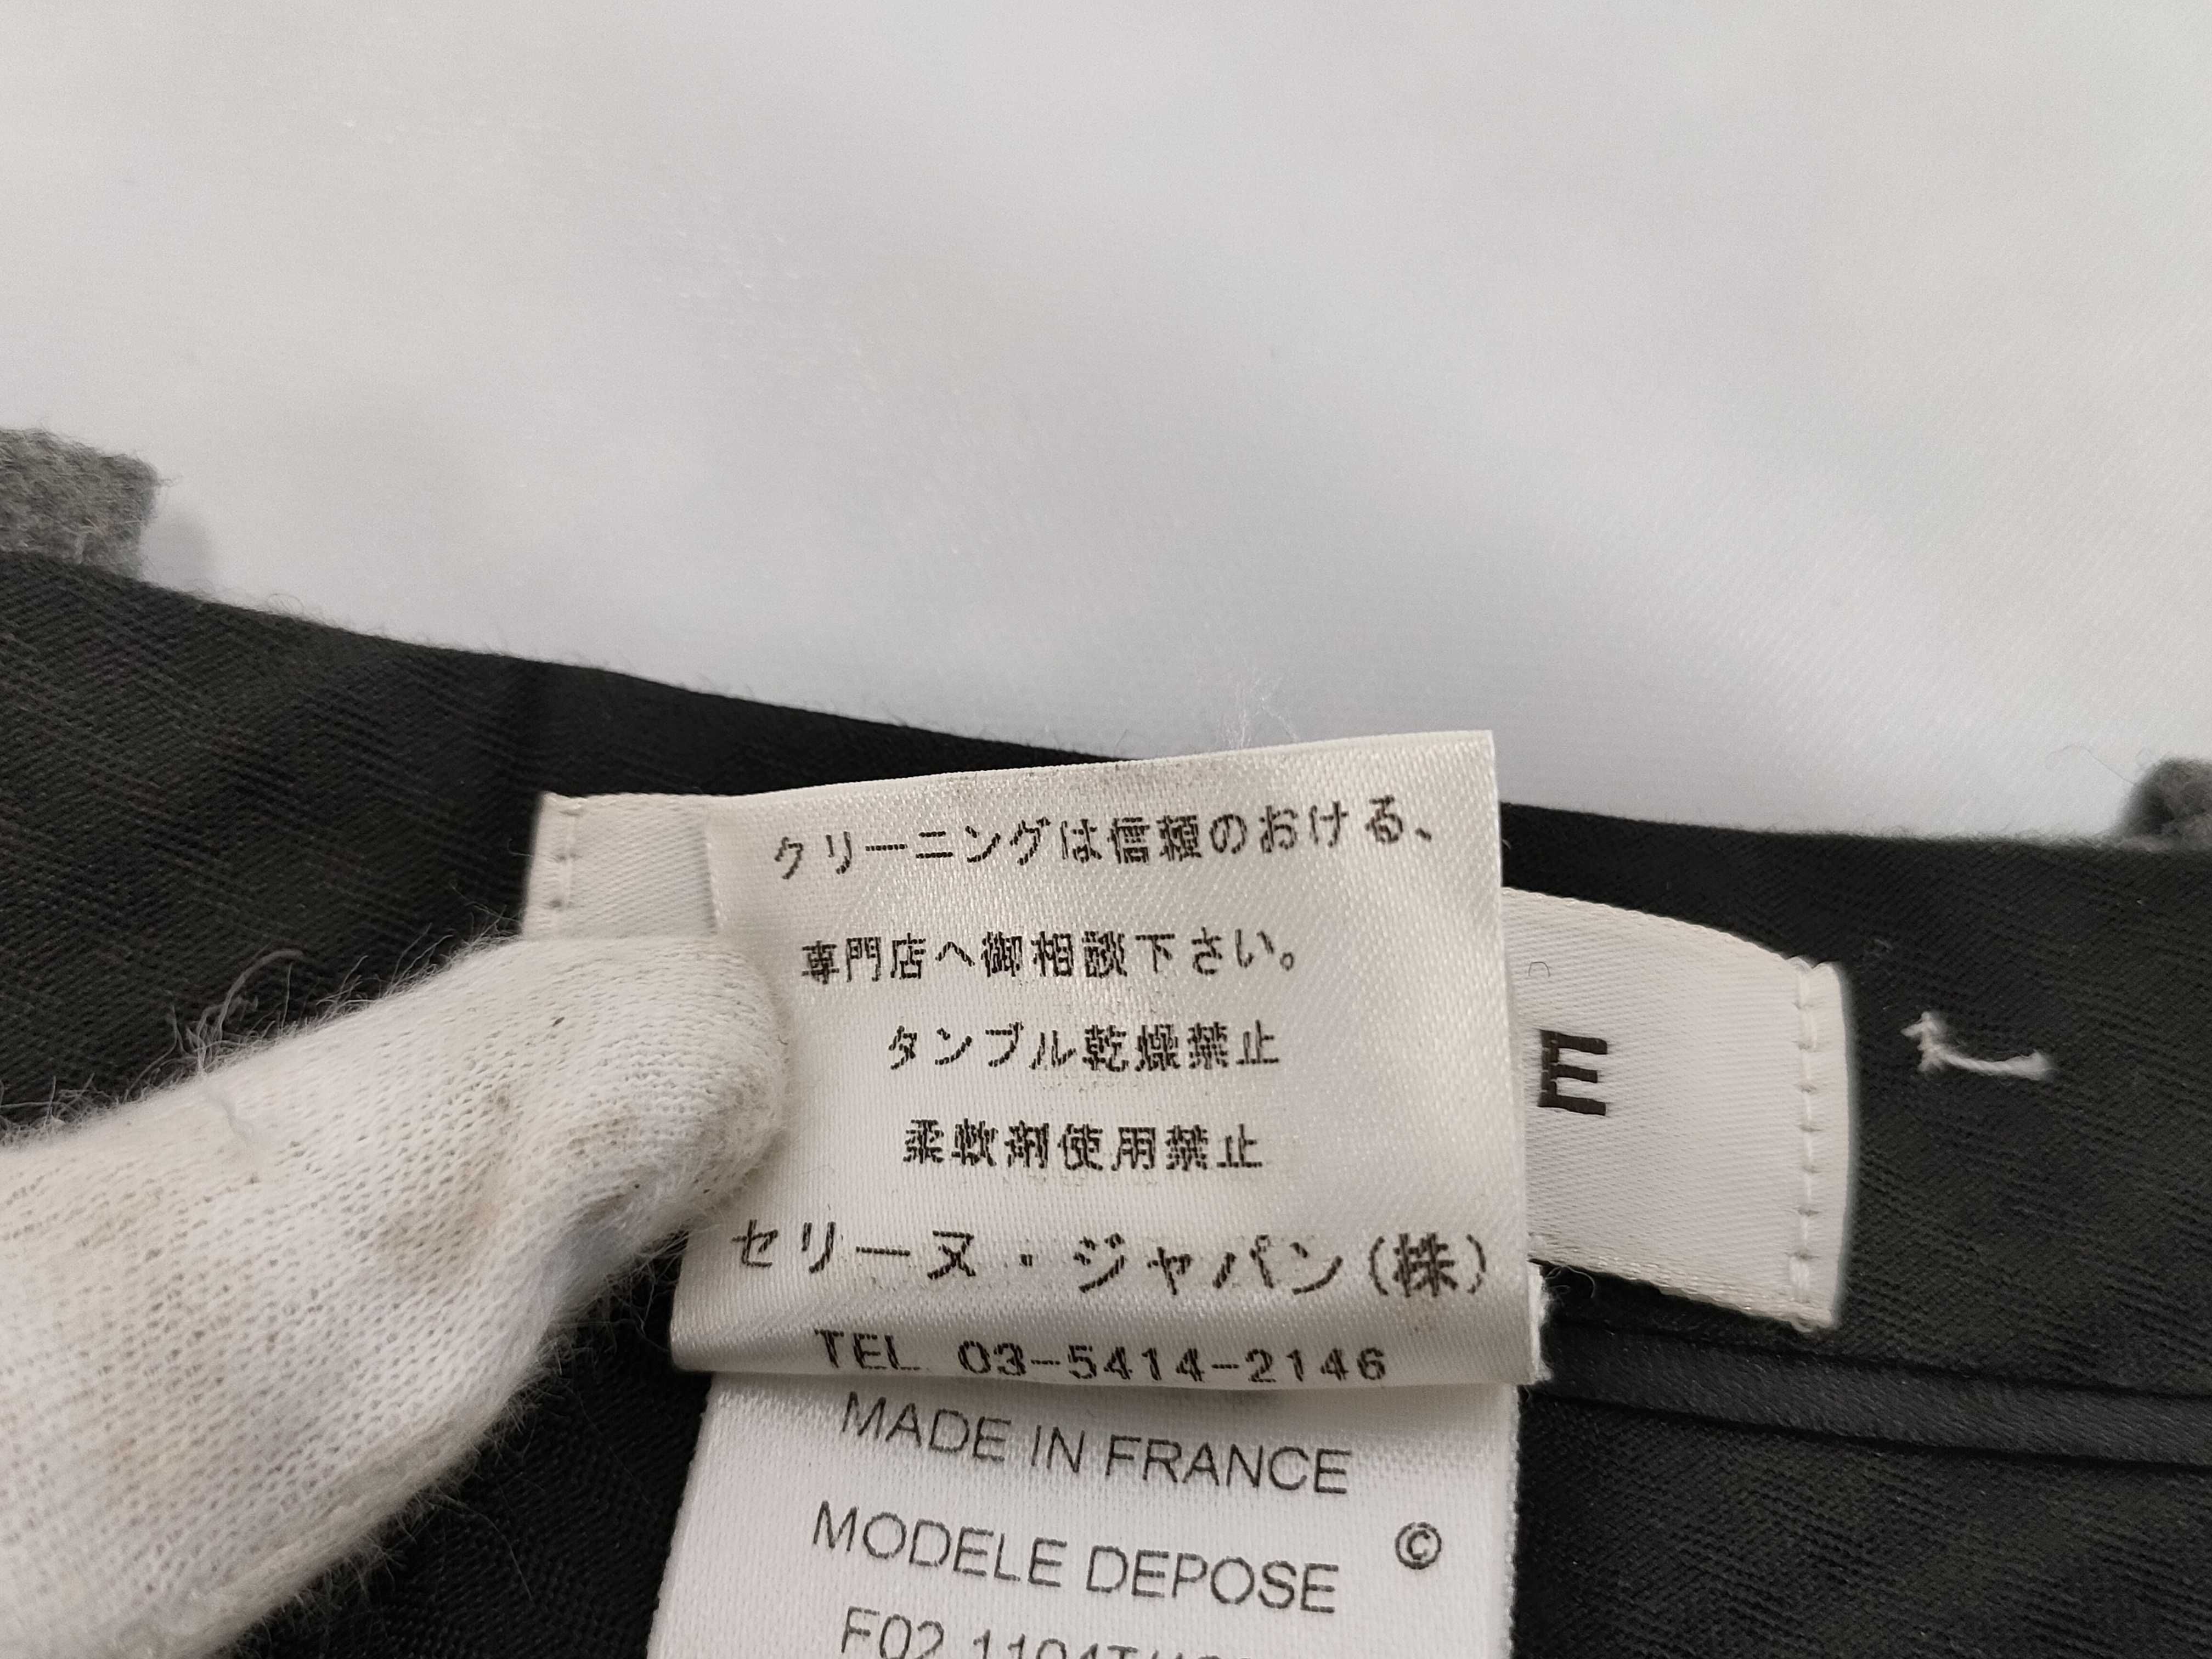 クリーニングは信頼のおける、
専門店へ御相談下さい。
タンブル乾燥禁止
柔軟剤使用禁止
セリーヌ・ジャパン(株)
TEL 03-5414-2146
E
MADE IN FRANCE
MODELE DEPOSE ©
F02